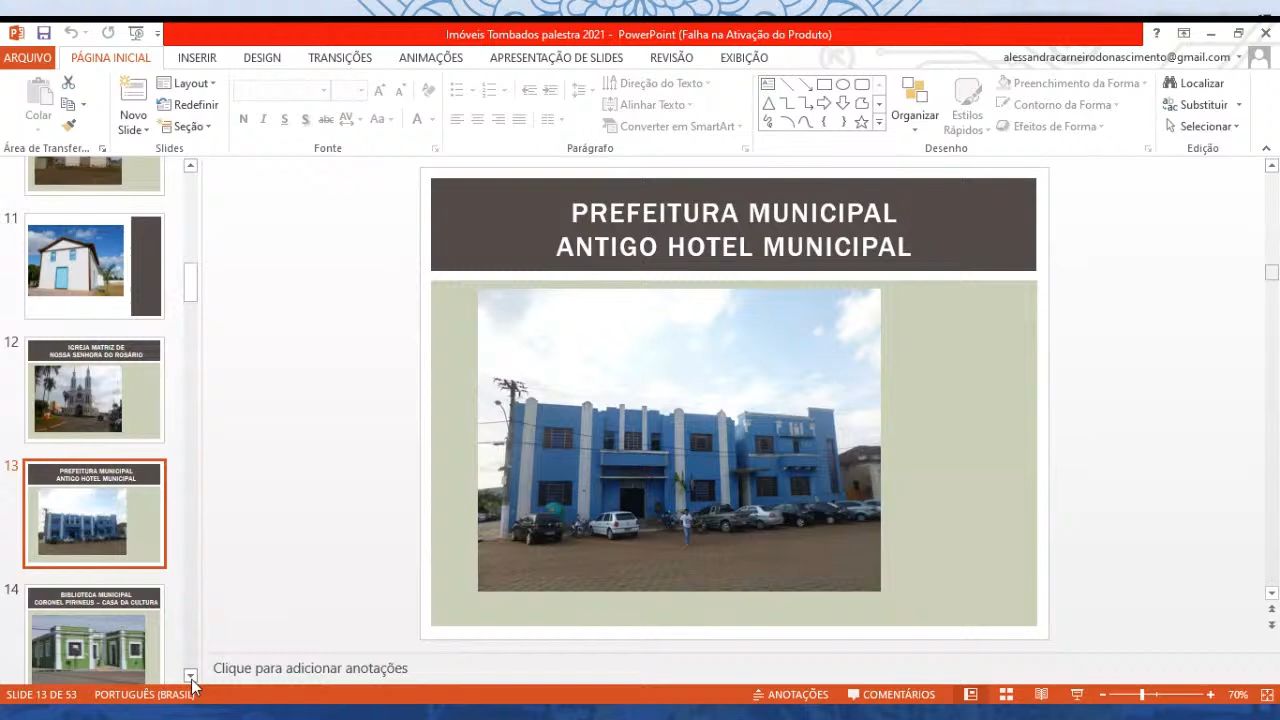 Imóveis Tombados palestra 2021 - PowerPoint (Falha na Ativação do Produto)
ARQUIVO PÁGINA INICIAL INSERIR DESIGN TRANSIÇÕES ANIMAÇÕES APRESENTAÇÃO DE SLIDES REVISÃO EXIBIÇÃO alessandracarneirodonascimento@gmail.com
Colar
Área de Transfer...
Novo
Slide
Layout
Redefinir
Seção
Slides
N I S S abc AV Aa A
Fonte
Direção do Texto
Alinhar Texto
Converter em SmartArt
Parágrafo
Organizar
Estilos
Rápidos
Preenchimento da Forma
Contorno da Forma
Efeitos de Forma
Desenho
Localizar
Substituir
Selecionar
Edição
11
12
IGREJA MATRIZ DE
NOSSA SENHORA DO ROSÁRIO
13
PREFEITURA MUNICIPAL
ANTIGO HOTEL MUNICIPAL
14
BIBLIOTECA MUNICIPAL
CORONEL PIRINEUS – CASA DA CULTURA
PREFEITURA MUNICIPAL
ANTIGO HOTEL MUNICIPAL
Clique para adicionar anotações
SLIDE 13 DE 53 PORTUGUÊS (BRASIL) ANOTAÇÕES COMENTÁRIOS 70%